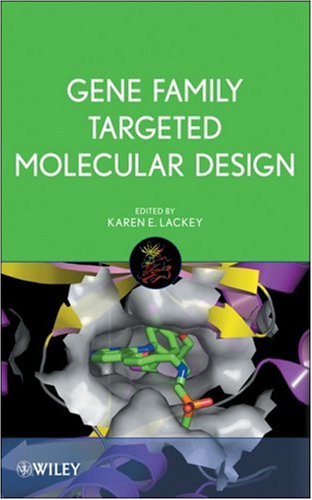 GENE FAMILY
TARGETED
MOLECULAR DESIGN
EDITED BY
KAREN E. LACKEY
WILEY